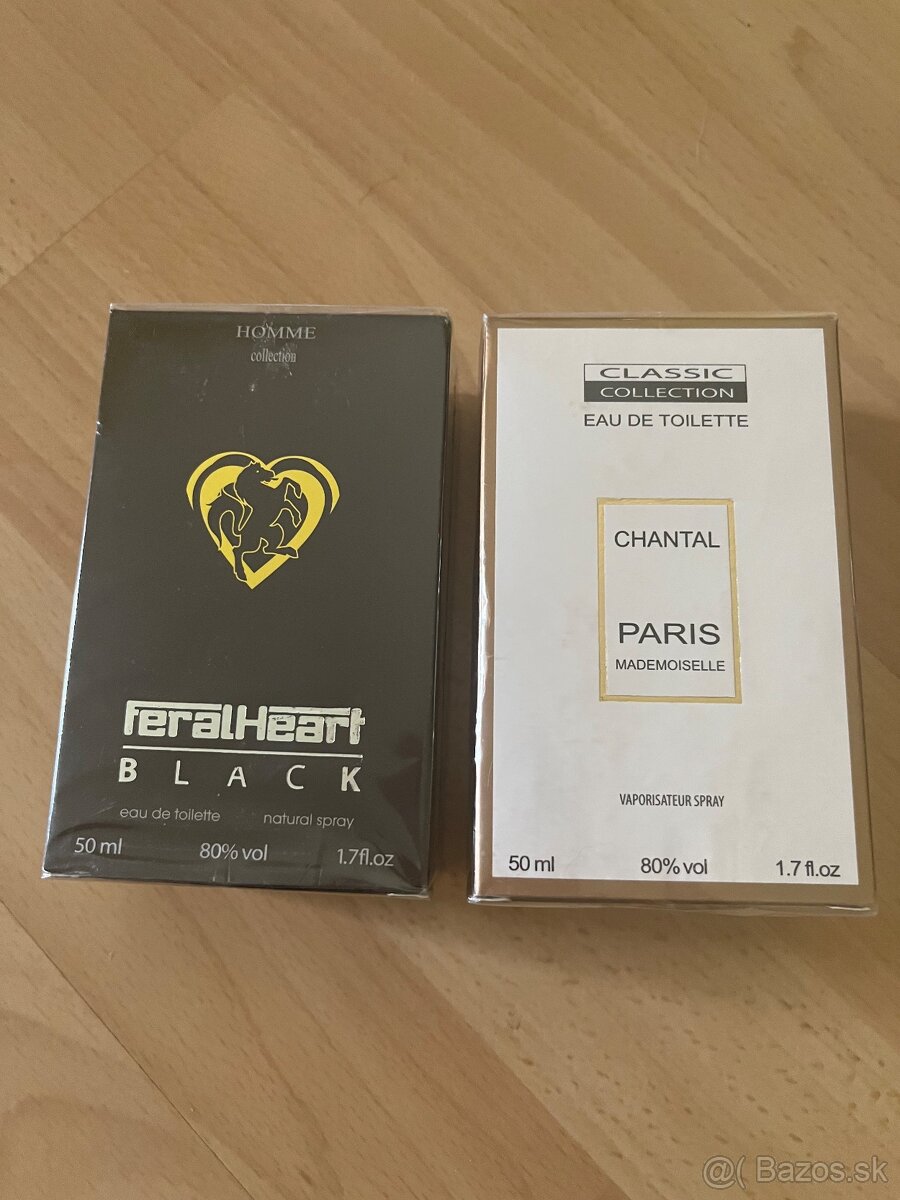 HOMME
collection
feralHeart
BLACK
eau de toilette natural spray
50 ml 80% vol 1.7fl.oz
CLASSIC
COLLECTION
EAU DE TOILETTE
CHANTAL
PARIS
MADEMOISELLE
VAPORISATEUR SPRAY
50 ml 80% vol 1.7 fl.oz
@( Bazos.sk